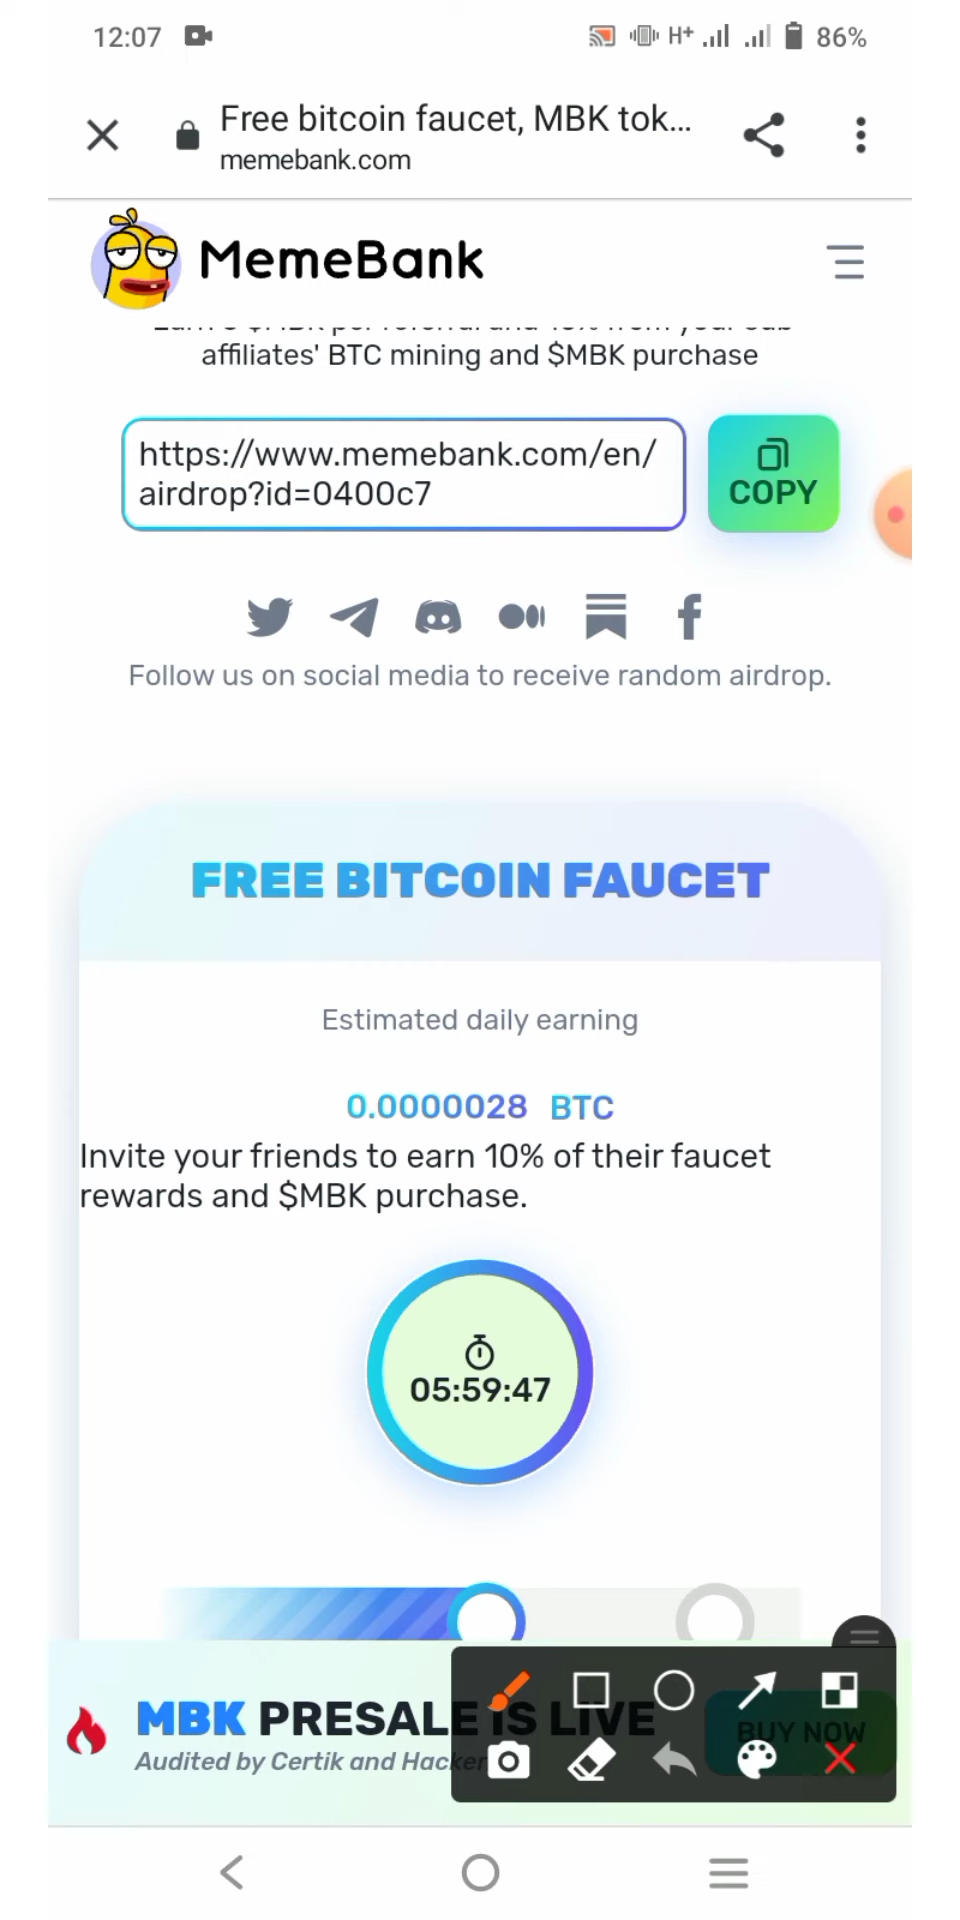 12:07
H+
86%
Free bitcoin faucet, MBK tok...
memebank.com
MemeBank
affiliates' BTC mining and $MBK purchase
https://www.memebank.com/en/
airdrop?id=0400c7
COPY
Follow us on social media to receive random airdrop.
FREE BITCOIN FAUCET
Estimated daily earning
0.0000028 BTC
Invite your friends to earn 10% of their faucet
rewards and $MBK purchase.
05:59:47
MBK PRESALE IS LIVE
BUY NOW
Audited by Certik and Hacken